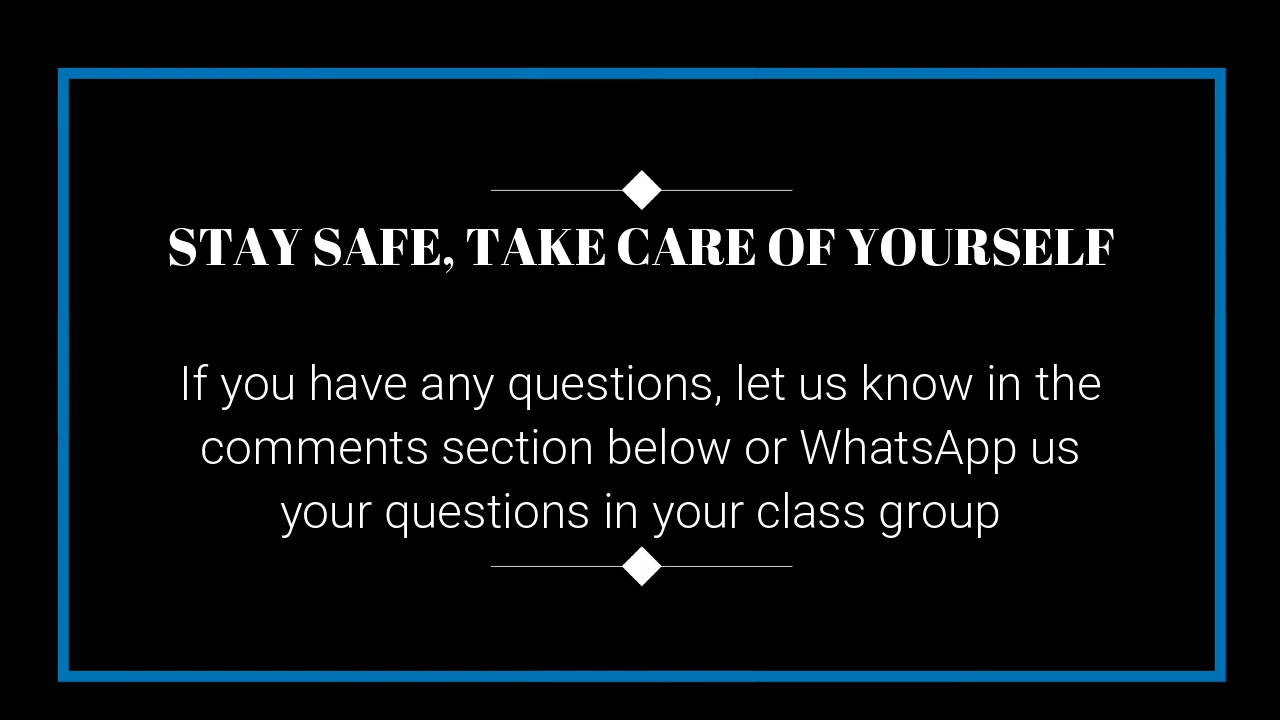 STAY SAFE, TAKE CARE OF YOURSELF
If you have any questions, let us know in the
comments section below or WhatsApp us
your questions in your class group